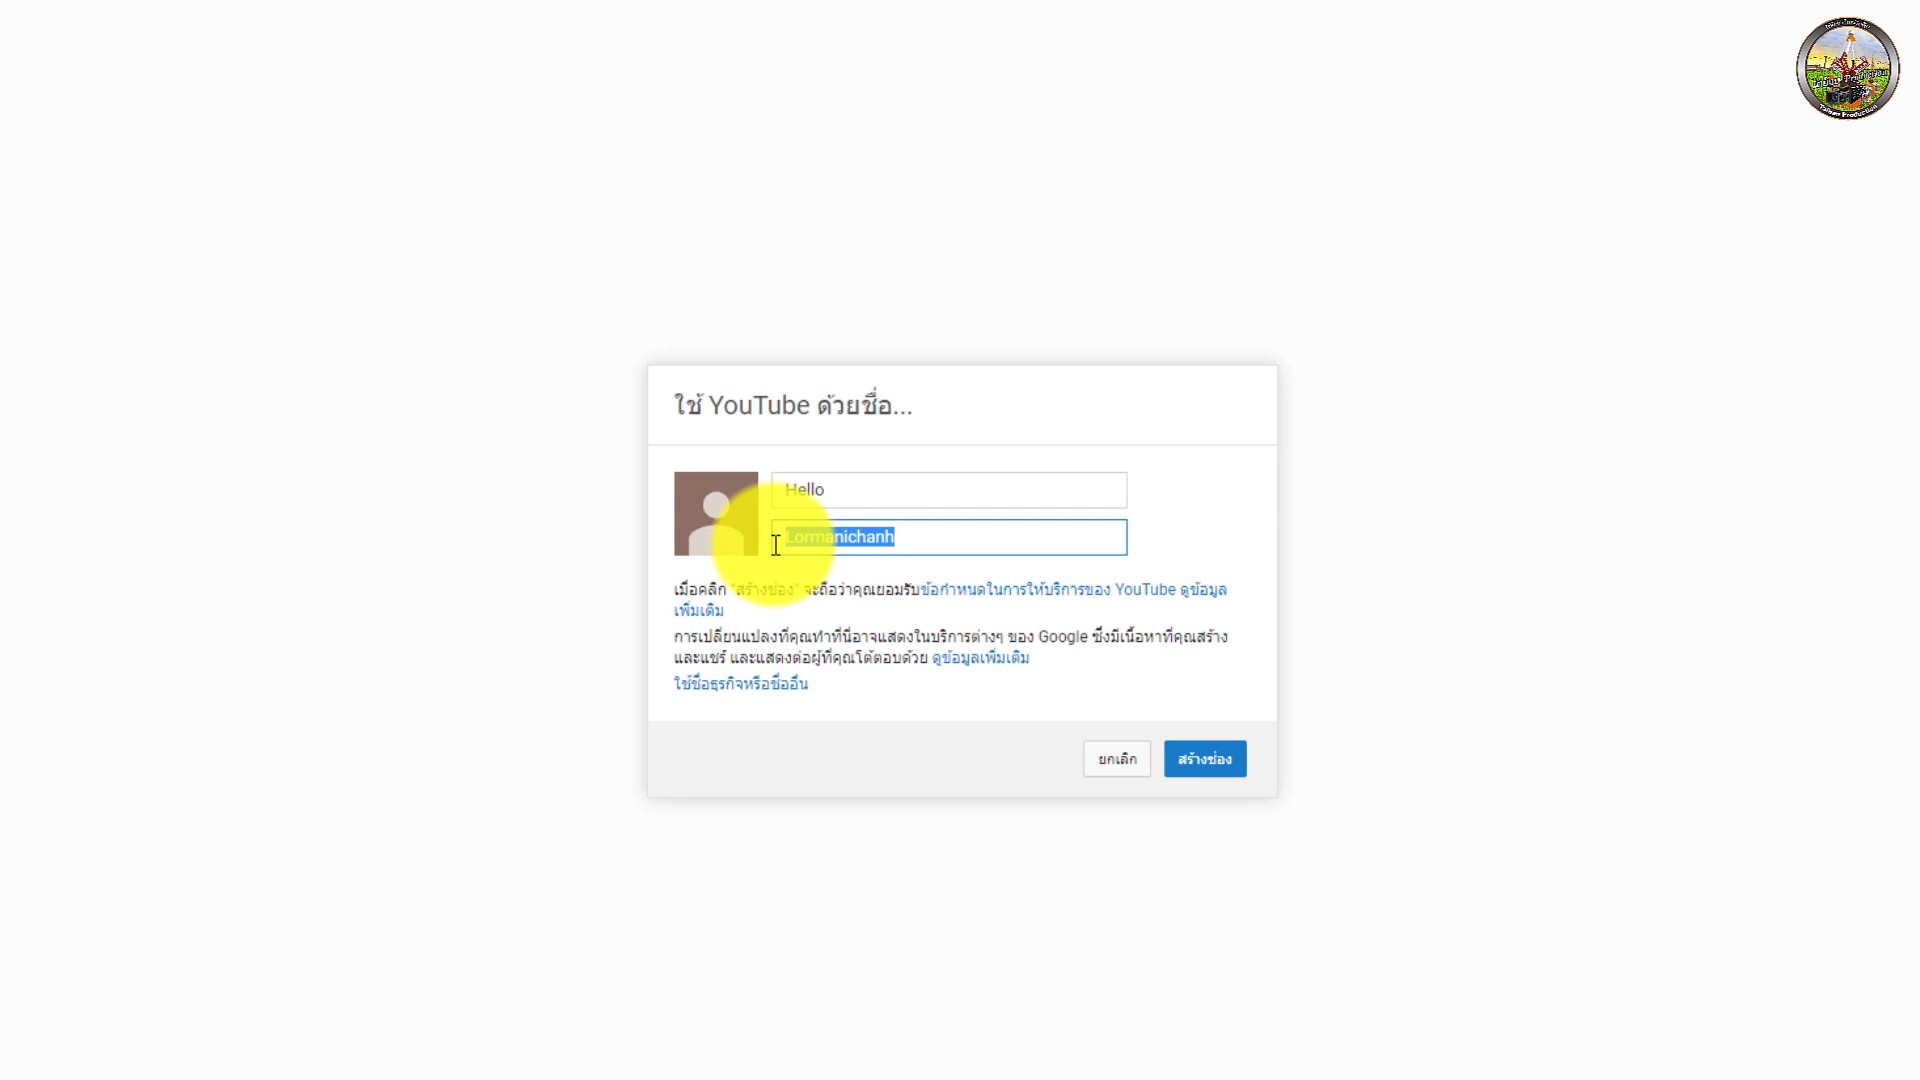 ใช้ YouTube ด้วยชื่อ...
Hello
Lormanichanh
เมื่อคลิก "สร้างช่อง" จะถือว่าคุณยอมรับข้อกำหนดในการให้บริการของ YouTube ดูข้อมูล
เพิ่มเติม
การเปลี่ยนแปลงที่คุณทำที่นี่อาจแสดงในบริการต่างๆ ของ Google ซึ่งมีเนื้อหาที่คุณสร้าง
และแชร์ และแสดงต่อผู้ที่คุณโต้ตอบด้วย ดูข้อมูลเพิ่มเติม
ใช้ชื่อธุรกิจหรือชื่ออื่น
ยกเลิก สร้างช่อง